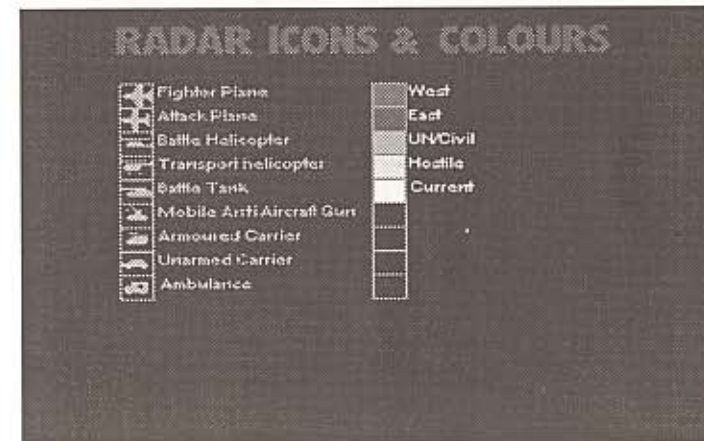 RADAR ICONS & COLOURS
Fighter Plane
Attack Plane
Battle Helicopter
Transport helicopter
Battle Tank
Mobile Anti Aircraft Gun
Armoured Carrier
Unarmed Carrier
Ambulance
West
East
UN/Civil
Hostile
Current